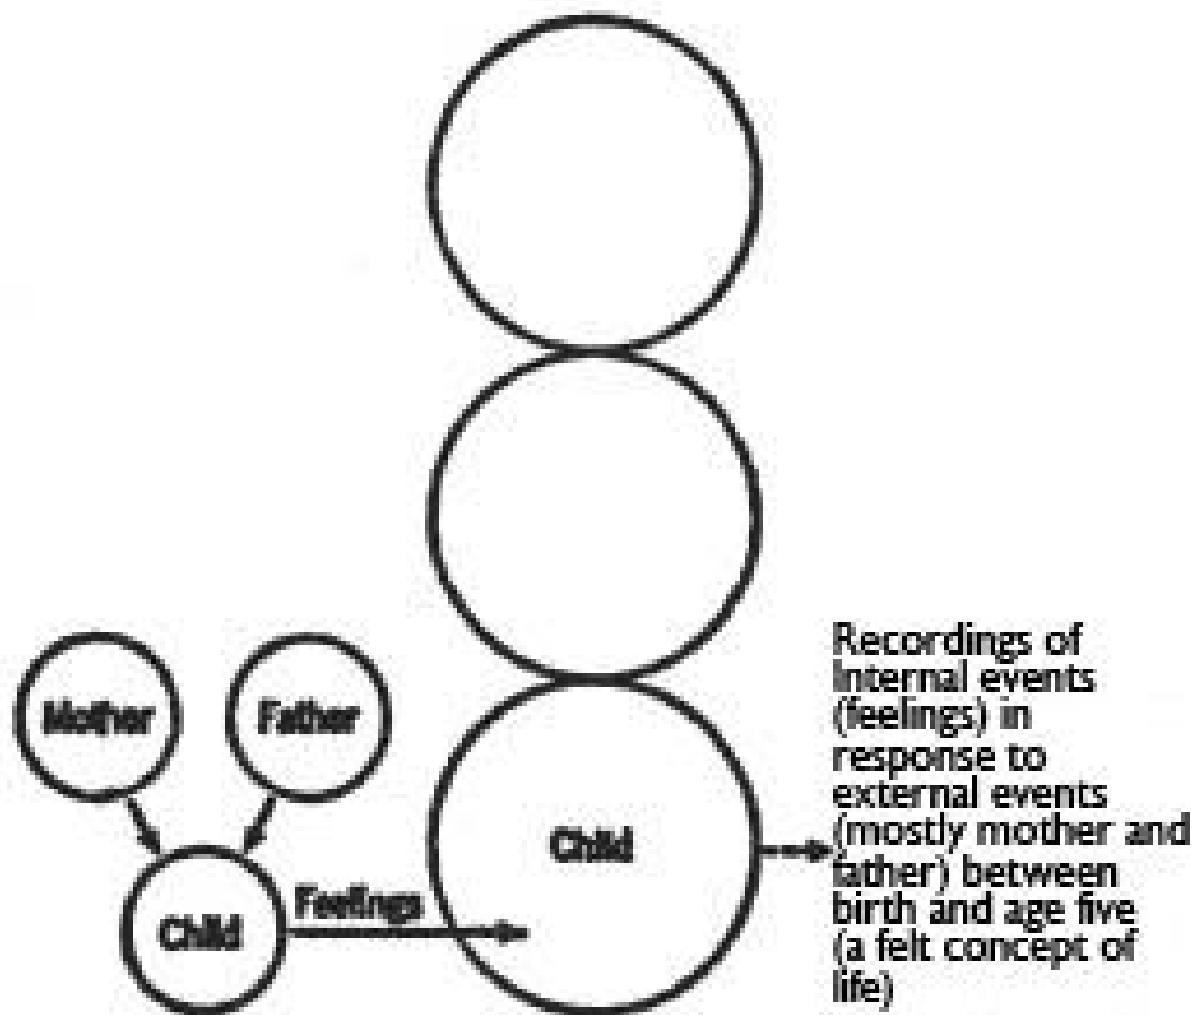 Mother
Father
Child
Feelings
Child
Recordings of
internal events
(feelings) in
response to
external events
(mostly mother and
father) between
birth and age five
(a felt concept of
life)